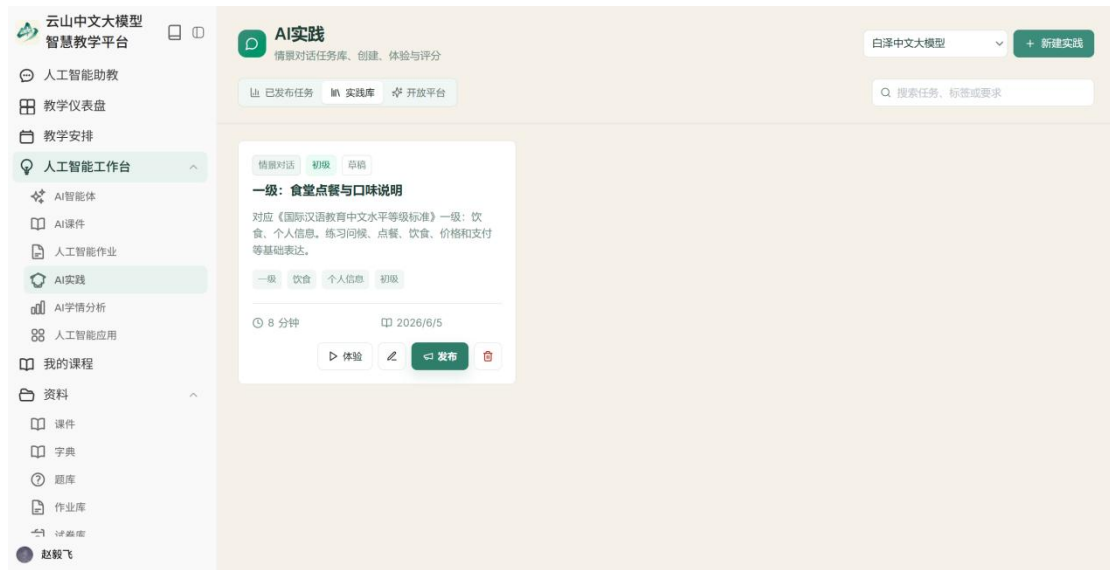 云山中文大模型
智慧教学平台
人工智能助教
教学仪表盘
教学安排
人工智能工作台
AI智能体
AI课件
人工智能作业
AI实践
AI学情分析
人工智能应用
我的课程
资料
课件
字典
题库
作业库
试卷库
赵毅飞
AI实践
情景对话任务库、创建、体验与评分
白泽中文大模型
+ 新建实践
已发布任务 实践库 开放平台
搜索任务、标签或要求
情景对话 初级 草稿
一级：食堂点餐与口味说明
对应《国际汉语教育中文水平等级标准》一级：饮
食、个人信息。练习问候、点餐、饮食、价格和支付
等基础表达。
一级 饮食 个人信息 初级
8 分钟 2026/6/5
体验 发布